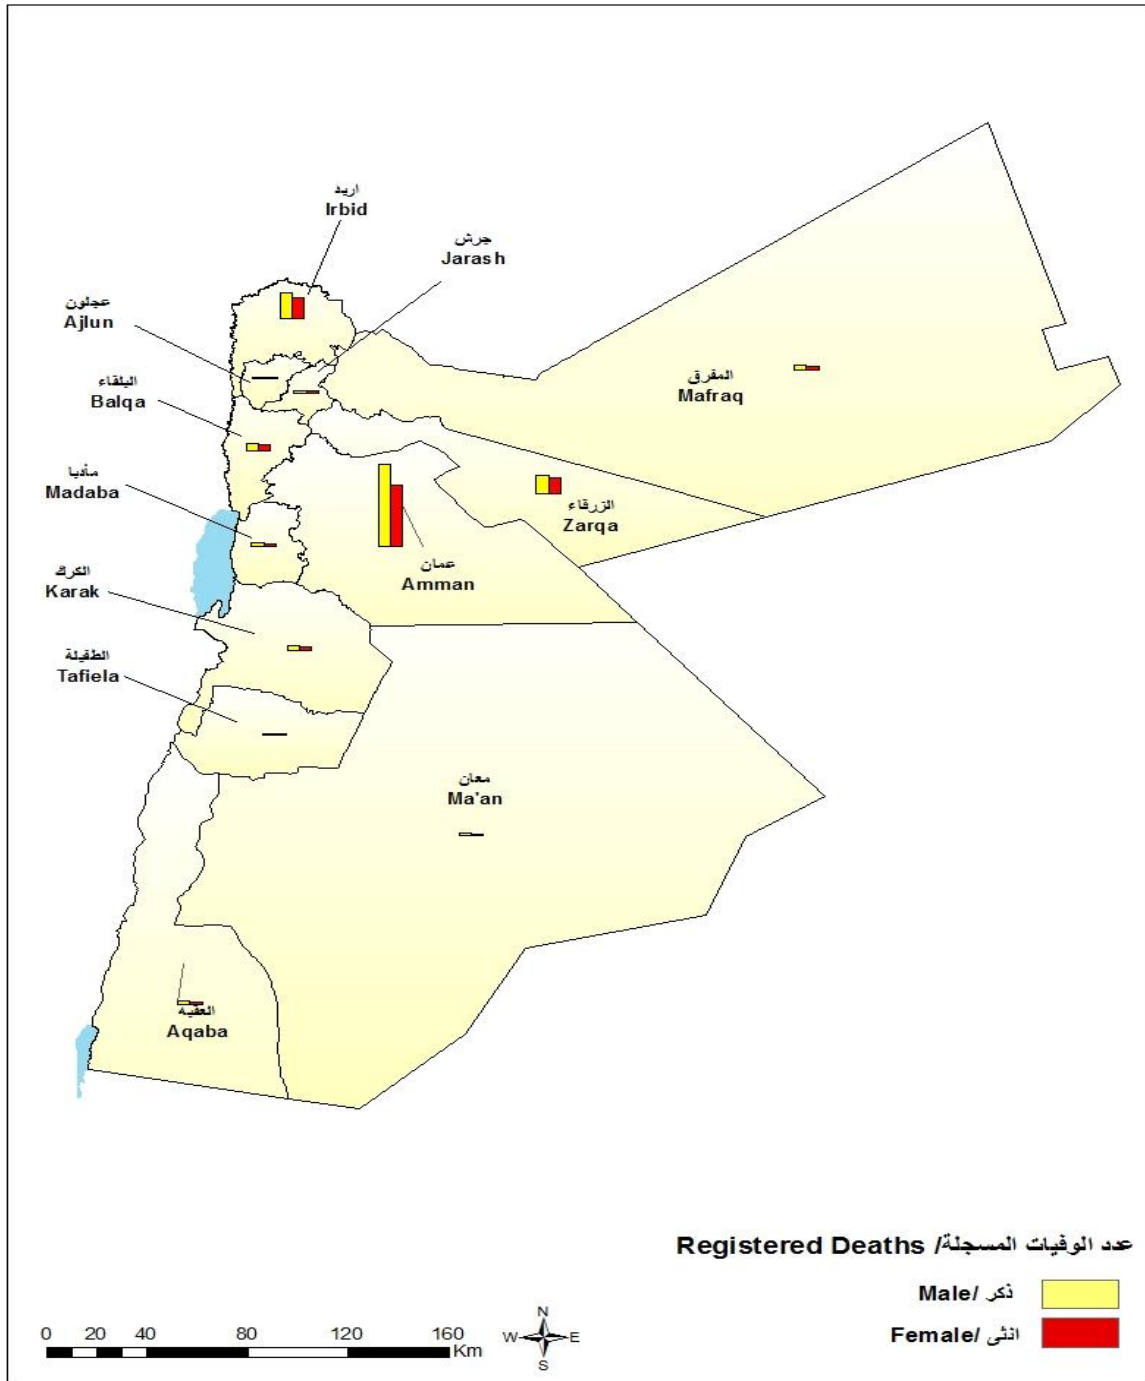 اربد
Irbid
جرش
Jarash
عجلون
Ajlun
البلقاء
Balqa
المفرق
Mafraq
مأدبا
Madaba
الزرقاء
Zarqa
عمان
Amman
الكرك
Karak
الطفيلة
Tafiela
معان
Ma'an
العقبه
Aqaba
Registered Deaths /عدد الوفيات المسجلة
Male/ ذكر
Female/ انثى
0 20 40 80 120 160
Km
N
W E
S